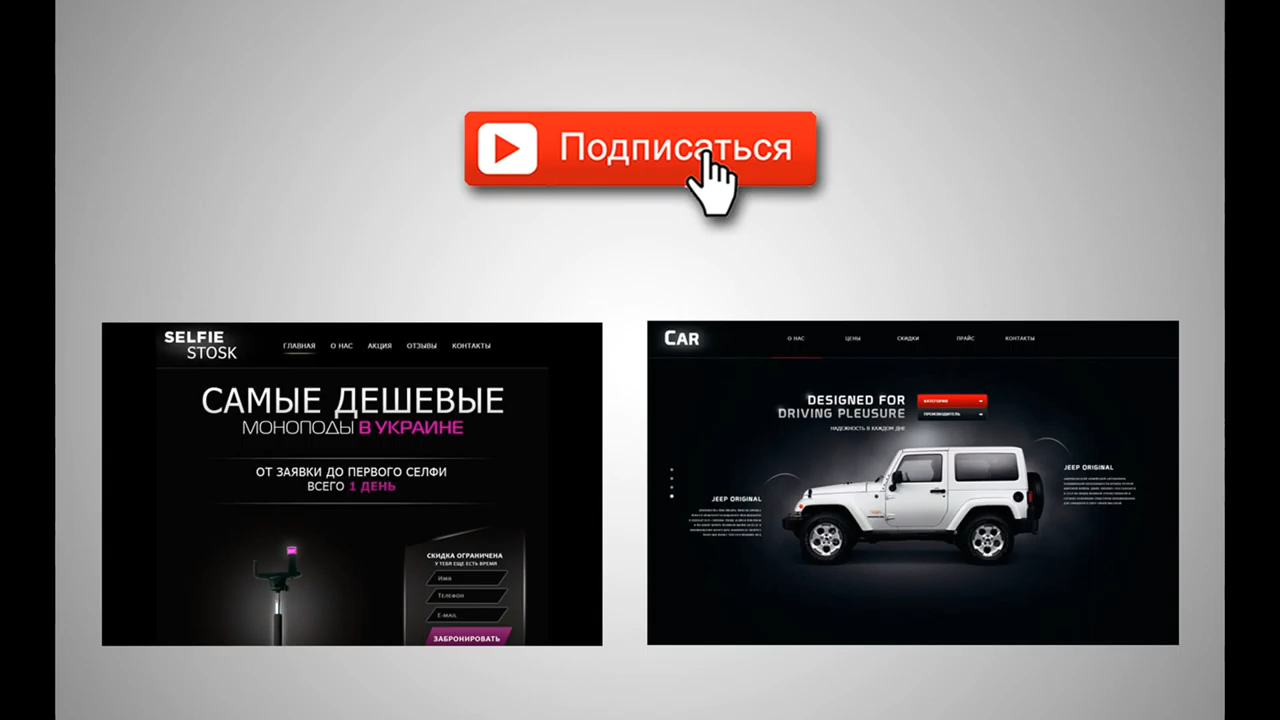 Подписаться
SELFIE
STOSK
ГЛАВНАЯ О НАС АКЦИЯ ОТЗЫВЫ КОНТАКТЫ
САМЫЕ ДЕШЕВЫЕ
МОНОПОДЫ В УКРАИНЕ
ОТ ЗАЯВКИ ДО ПЕРВОГО СЕЛФИ
ВСЕГО 1 ДЕНЬ
СКИДКА ОГРАНИЧЕНА
У ТЕБЯ ЕЩЕ ЕСТЬ ВРЕМЯ
ИМЯ
ТЕЛЕФОН
E-MAIL
ЗАБРОНИРОВАТЬ
CAR
О НАС ЦЕНЫ СКИДКИ ПРАЙС КОНТАКТЫ
DESIGNED FOR
DRIVING PLEUSURE
НАДЕЖНОСТЬ В КАЖДОМ ДНЕ
КАТЕГОРИЯ
ПРОИЗВОДИТЕЛЬ
JEEP ORIGINAL
JEEP ORIGINAL